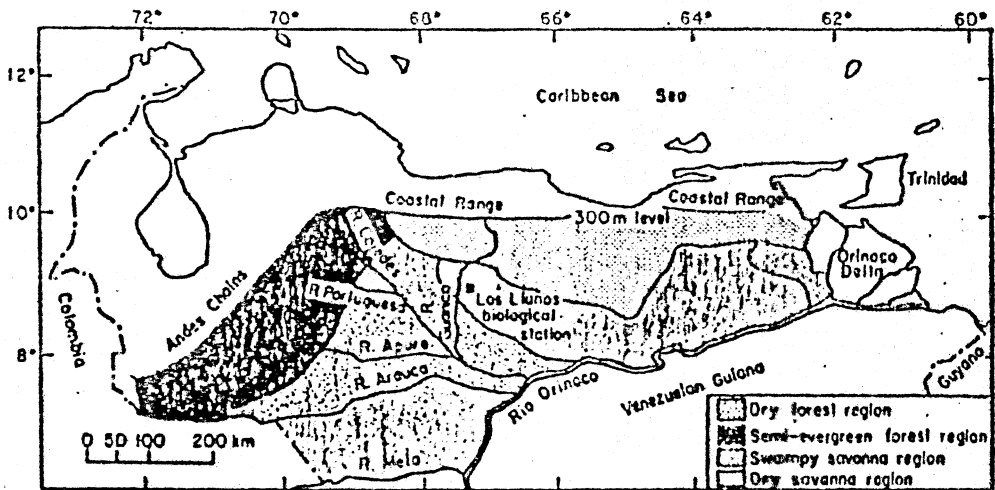 72° 70° 68° 66° 64° 62° 60°
12°
10°
8°
Caribbean Sea
Trinidad
Coastal Range
Coastal Range
300m level
Orinoco
Delta
R.
R. Portuguesa
R. Guarico
Los Llanos
biological
station
Andes Chains
Colombia
R. Apure
R. Arauca
R. Meta
Rio Orinoco
Venezuelan Guiana
Guyana
0 50 100 200 km
Dry forest region
Semi-evergreen forest region
Swampy savanna region
Dry savanna region